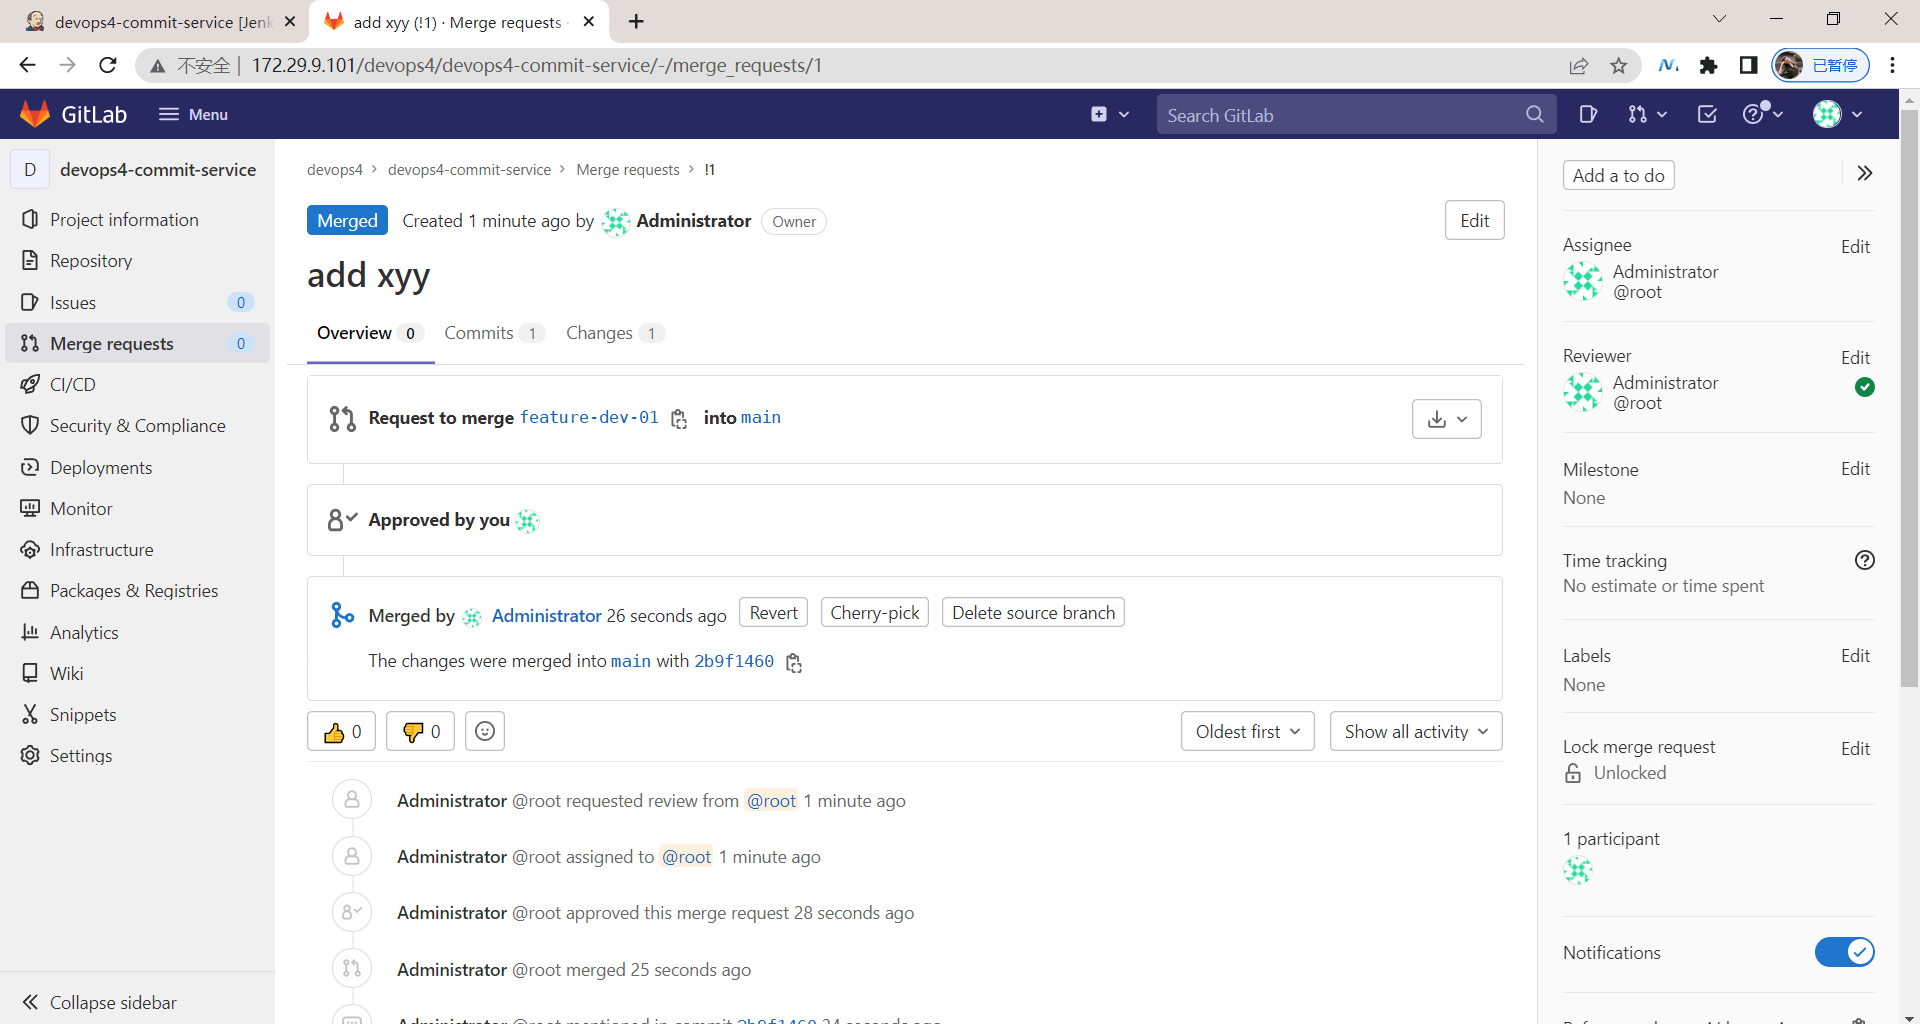 devops4-commit-service [Jenk
add xyy (!1) · Merge requests ·
不安全 | 172.29.9.101/devops4/devops4-commit-service/-/merge_requests/1
已暂停
GitLab
Menu
Search GitLab
D devops4-commit-service
Project information
Repository
Issues 0
Merge requests 0
CI/CD
Security & Compliance
Deployments
Monitor
Infrastructure
Packages & Registries
Analytics
Wiki
Snippets
Settings
Collapse sidebar
devops4 > devops4-commit-service > Merge requests > !1
Merged Created 1 minute ago by Administrator Owner
Edit
add xyy
Overview 0 Commits 1 Changes 1
Request to merge feature-dev-01 into main
Approved by you
Merged by Administrator 26 seconds ago Revert Cherry-pick Delete source branch
The changes were merged into main with 2b9f1460
0 0
Oldest first Show all activity
Administrator @root requested review from @root 1 minute ago
Administrator @root assigned to @root 1 minute ago
Administrator @root approved this merge request 28 seconds ago
Administrator @root merged 25 seconds ago
Administrator @root mentioned in commit 2b9f1460 24 seconds ago
Add a to do
Assignee Edit
Administrator
@root
Reviewer Edit
Administrator
@root
Milestone Edit
None
Time tracking
No estimate or time spent
Labels Edit
None
Lock merge request Edit
Unlocked
1 participant
Notifications